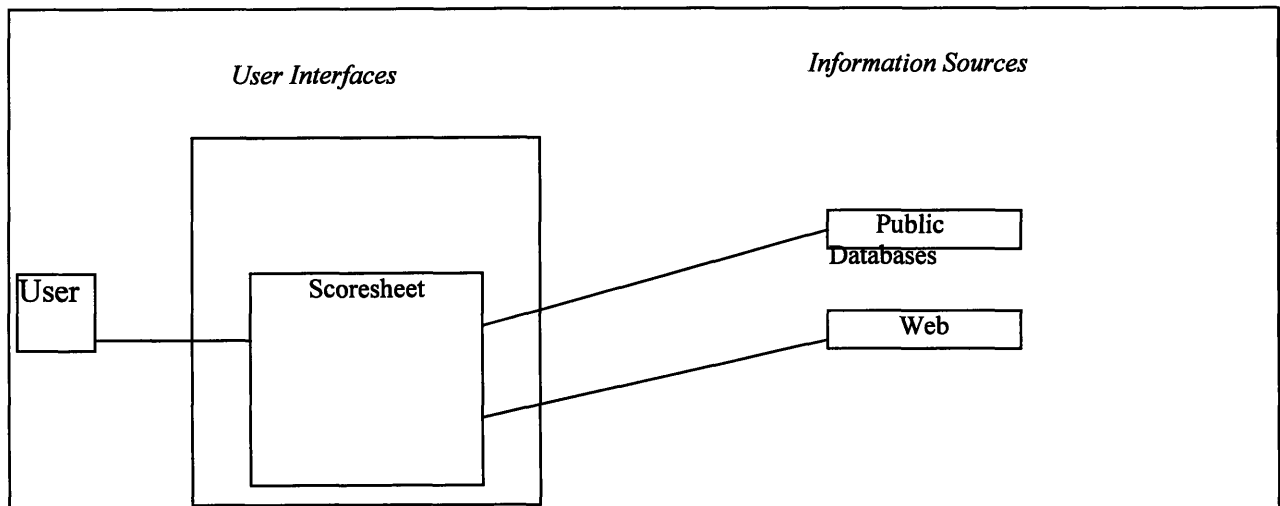 User Interfaces
Information Sources
Public
Databases
User
Scoresheet
Web